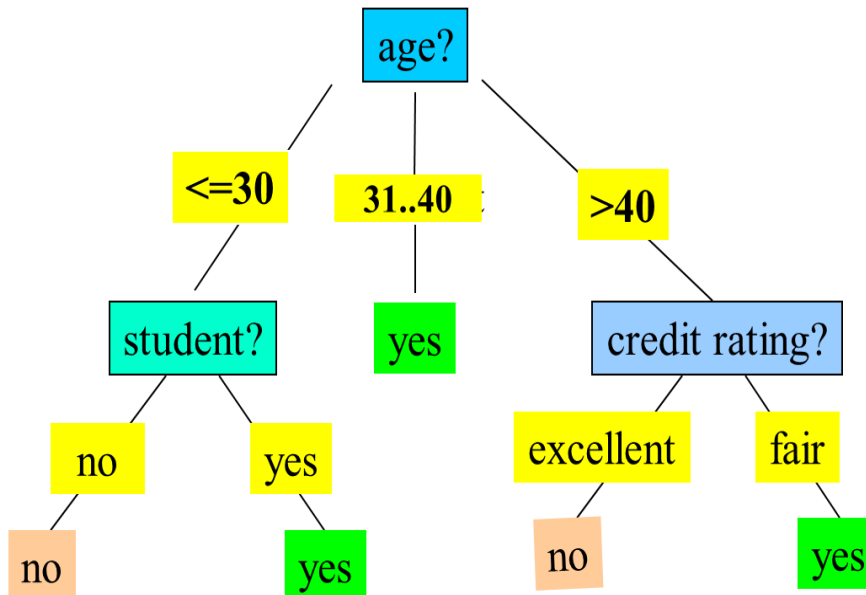 age?
<=30
31..40
>40
student?
yes
credit rating?
no
yes
excellent
fair
no
yes
no
yes